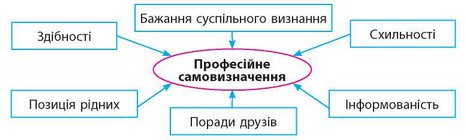 Бажання суспільного визнання
Здібності
Схильності
Професійне
самовизначення
Позиція рідних
Поради друзів
Інформованість